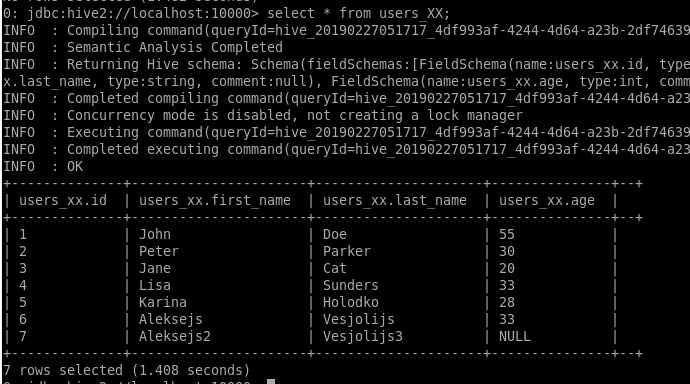 0: jdbc:hive2://localhost:10000> select * from users_XX;
INFO  : Compiling command(queryId=hive_20190227051717_4df993af-4244-4d64-a23b-2df74639
INFO  : Semantic Analysis Completed
INFO  : Returning Hive schema: Schema(fieldSchemas:[FieldSchema(name:users_xx.id, type
x.last_name, type:string, comment:null), FieldSchema(name:users_xx.age, type:int, comm
INFO  : Completed compiling command(queryId=hive_20190227051717_4df993af-4244-4d64-a23
INFO  : Concurrency mode is disabled, not creating a lock manager
INFO  : Executing command(queryId=hive_20190227051717_4df993af-4244-4d64-a23b-2df74639
INFO  : Completed executing command(queryId=hive_20190227051717_4df993af-4244-4d64-a23
INFO  : OK
+--------------+----------------------+---------------------+---------------+--+
| users_xx.id  | users_xx.first_name  | users_xx.last_name  | users_xx.age  |
+--------------+----------------------+---------------------+---------------+--+
| 1            | John                 | Doe                 | 55            |
| 2            | Peter                | Parker              | 30            |
| 3            | Jane                 | Cat                 | 20            |
| 4            | Lisa                 | Sunders             | 33            |
| 5            | Karina               | Holodko             | 28            |
| 6            | Aleksejs             | Vesjolijs           | 33            |
| 7            | Aleksejs2            | Vesjolijs3          | NULL          |
+--------------+----------------------+---------------------+---------------+--+
7 rows selected (1.408 seconds)